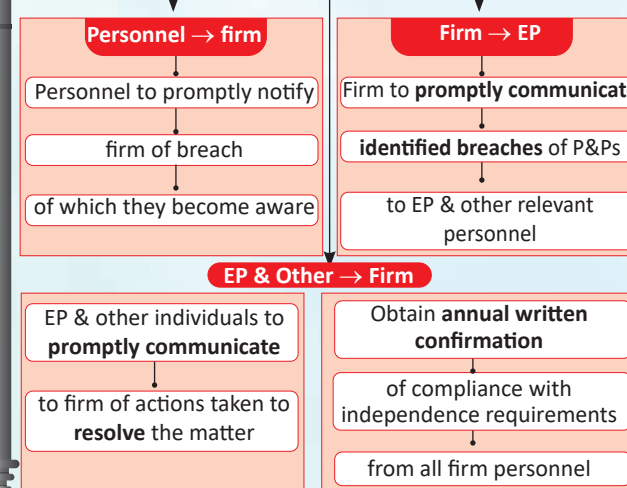 Personnel → firm
Personnel to promptly notify
firm of breach
of which they become aware
Firm → EP
Firm to promptly communicat
identified breaches of P&Ps
to EP & other relevant
personnel
EP & Other → Firm
EP & other individuals to
promptly communicate
to firm of actions taken to
resolve the matter
Obtain annual written
confirmation
of compliance with
independence requirements
from all firm personnel